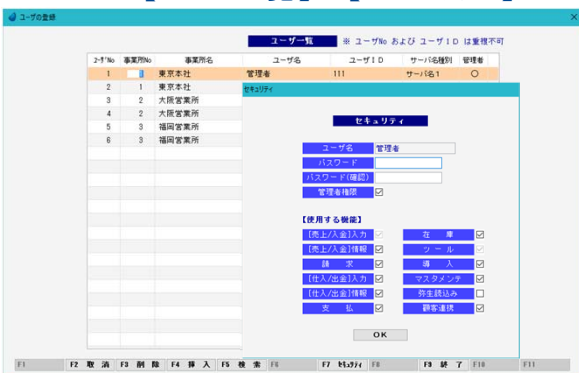 ユーザの登録
ユーザ一覧 ※ ユーザNo および ユーザID は重複不可
ﾕｰｻﾞNo 事業所No 事業所名 ユーザ名 ユーザID サーバ名種別 管理者
1 1 東京本社 管理者 111 サーバ名1 ○
2 1 東京本社
3 2 大阪営業所
4 2 大阪営業所
5 3 福岡営業所
6 3 福岡営業所
セキュリティ
セキュリティ
ユーザ名 管理者
パスワード
パスワード(確認)
管理者権限
【使用する機能】
[売上/入金]入力 在 庫
[売上/入金]情報 ツ ー ル
請 求 導 入
[仕入/出金]入力 マスタメンテ
[仕入/出金]情報 弥生読込み
支 払 顧客連携
OK
F1 F2 取 消 F3 削 除 F4 挿 入 F5 検 索 F6 F7 ｾｷｭﾘﾃｨ F8 F9 終 了 F10 F11